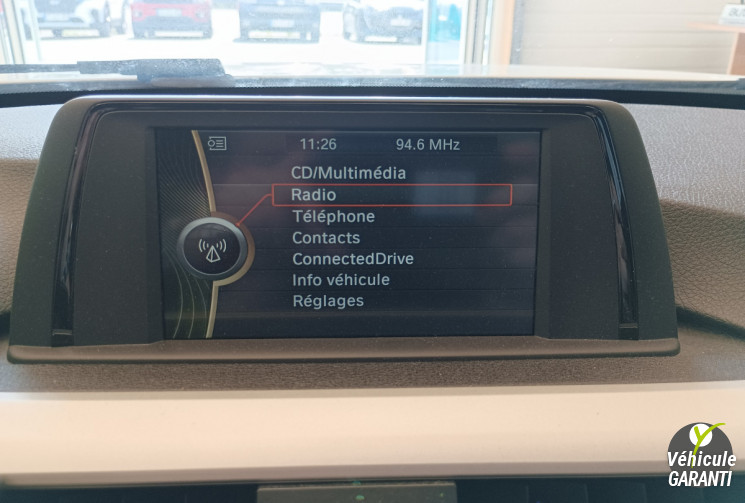 11:26 94.6 MHz
CD/Multimédia
Radio
Téléphone
Contacts
ConnectedDrive
Info véhicule
Réglages
Véhicule
GARANTI